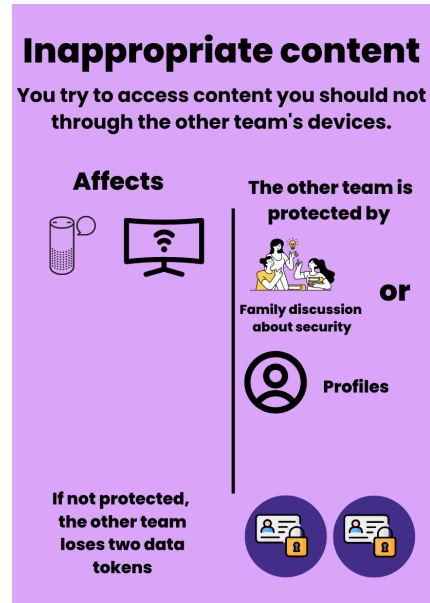 Inappropriate content
You try to access content you should not
through the other team's devices.
Affects
The other team is
protected by
or
Family discussion
about security
Profiles
If not protected,
the other team
loses two data
tokens